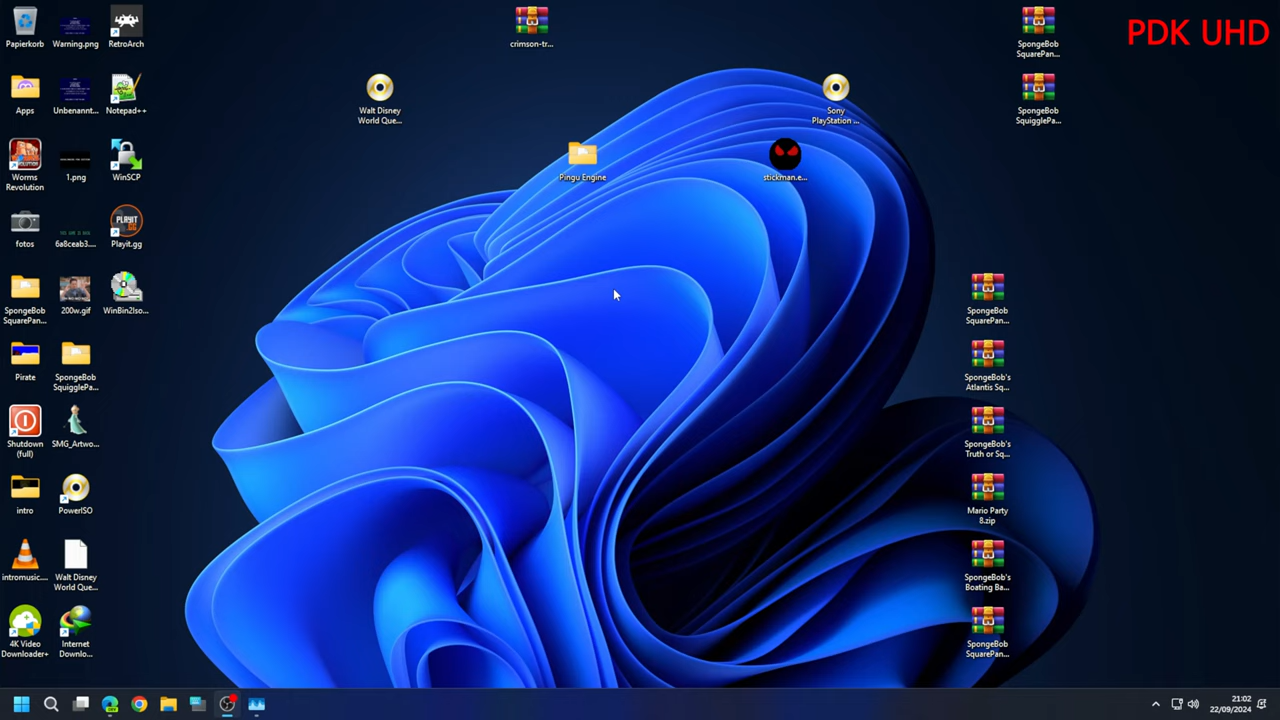 PDK UHD
Papierkorb
Warning.png
RetroArch
crimson-tr...
SpongeBob
SquarePan...
Apps
Unbenannt...
Notepad++
Walt Disney
World Que...
Sony
PlayStation ...
SpongeBob
SquigglePa...
Worms
Revolution
1.png
WinSCP
Pingu Engine
stickman.e...
fotos
6a8ceab3....
PLAYIT
GG
Playit.gg
SpongeBob
SquarePan...
200w.gif
WinBin2Iso...
SpongeBob
SquarePan...
Pirate
SpongeBob
SquigglePa...
SpongeBob's
Atlantis Sq...
Shutdown
(full)
SMG_Artwo...
SpongeBob's
Truth or Sq...
intro
PowerISO
Mario Party
8.zip
intromusic....
Walt Disney
World Que...
SpongeBob's
Boating Ba...
4K Video
Downloader+
Internet
Downlo...
SpongeBob
SquarePan...
21:02
22/09/2024